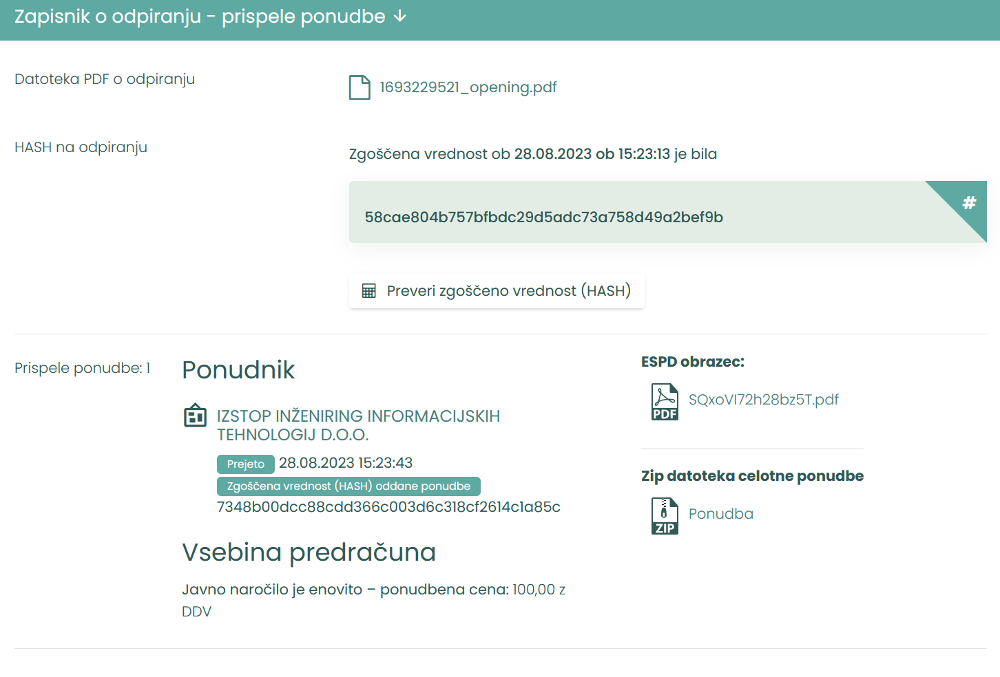 Zapisnik o odpiranju - prispele ponudbe ↓
Datoteka PDF o odpiranju
1693229521_opening.pdf
HASH na odpiranju
Zgoščena vrednost ob 28.08.2023 ob 15:23:13 je bila
#
58cae804b757bfbdc29d5adc73a758d49a2bef9b
Preveri zgoščeno vrednost (HASH)
Prispele ponudbe: 1
Ponudnik
IZSTOP INŽENIRING INFORMACIJSKIH
TEHNOLOGIJ D.O.O.
Prejeto 28.08.2023 15:23:43
Zgoščena vrednost (HASH) oddane ponudbe
7348b00dcc88cdd366c003d6c318cf2614c1a85c
Vsebina predračuna
Javno naročilo je enovito – ponudbena cena: 100,00 z
DDV
ESPD obrazec:
PDF
SQxoVI72h28bz5T.pdf
Zip datoteka celotne ponudbe
ZIP
Ponudba